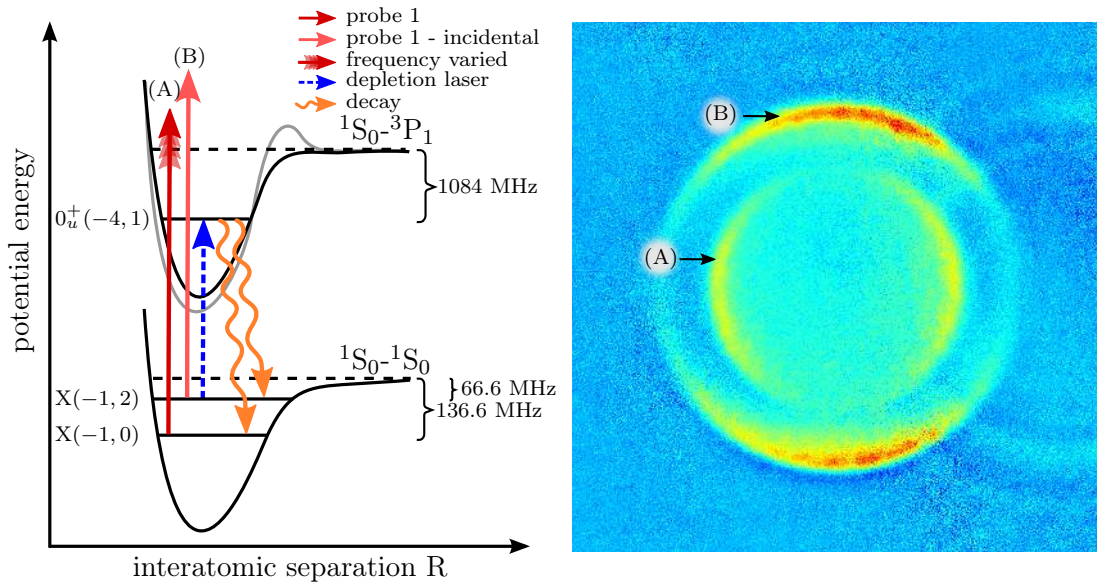 probe 1
probe 1 - incidental
frequency varied
depletion laser
decay
(B)
(A)
¹S₀-³P₁
1084 MHz
0ᵤ⁺(−4, 1)
potential energy
¹S₀-¹S₀
66.6 MHz
136.6 MHz
X(−1, 2)
X(−1, 0)
interatomic separation R
(B)
(A)